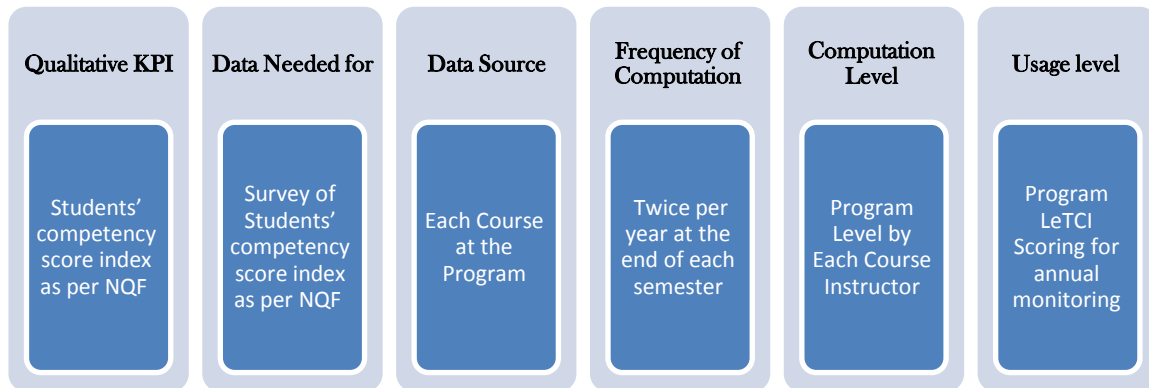 Qualitative KPI
Students’
competency
score index
as per NQF
Data Needed for
Survey of
Students’
competency
score index
as per NQF
Data Source
Each Course
at the
Program
Frequency of
Computation
Twice per
year at the
end of each
semester
Computation
Level
Program
Level by
Each Course
Instructor
Usage level
Program
LeTCI
Scoring for
annual
monitoring